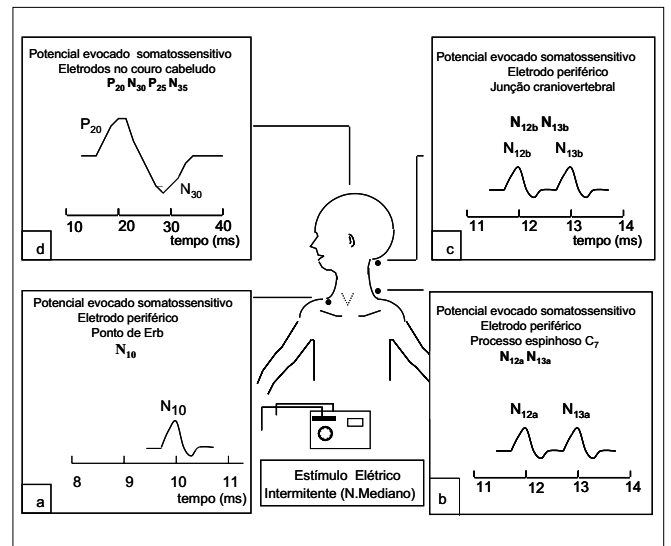 Potencial evocado somatossensitivo
Eletrodos no couro cabeludo
P20 N30 P25 N35
P20
N30
10 20 30 40
tempo (ms)
d
Potencial evocado somatossensitivo
Eletrodo periférico
Junção craniovertebral
N12b N13b
N12b N13b
11 12 13 14
tempo (ms)
c
Potencial evocado somatossensitivo
Eletrodo periférico
Ponto de Erb
N10
N10
8 9 10 11
tempo (ms)
a
Estímulo Elétrico
Intermitente (N.Mediano)
Potencial evocado somatossensitivo
Eletrodo periférico
Processo espinhoso C7
N12a N13a
N12a N13a
11 12 13 14
tempo (ms)
b